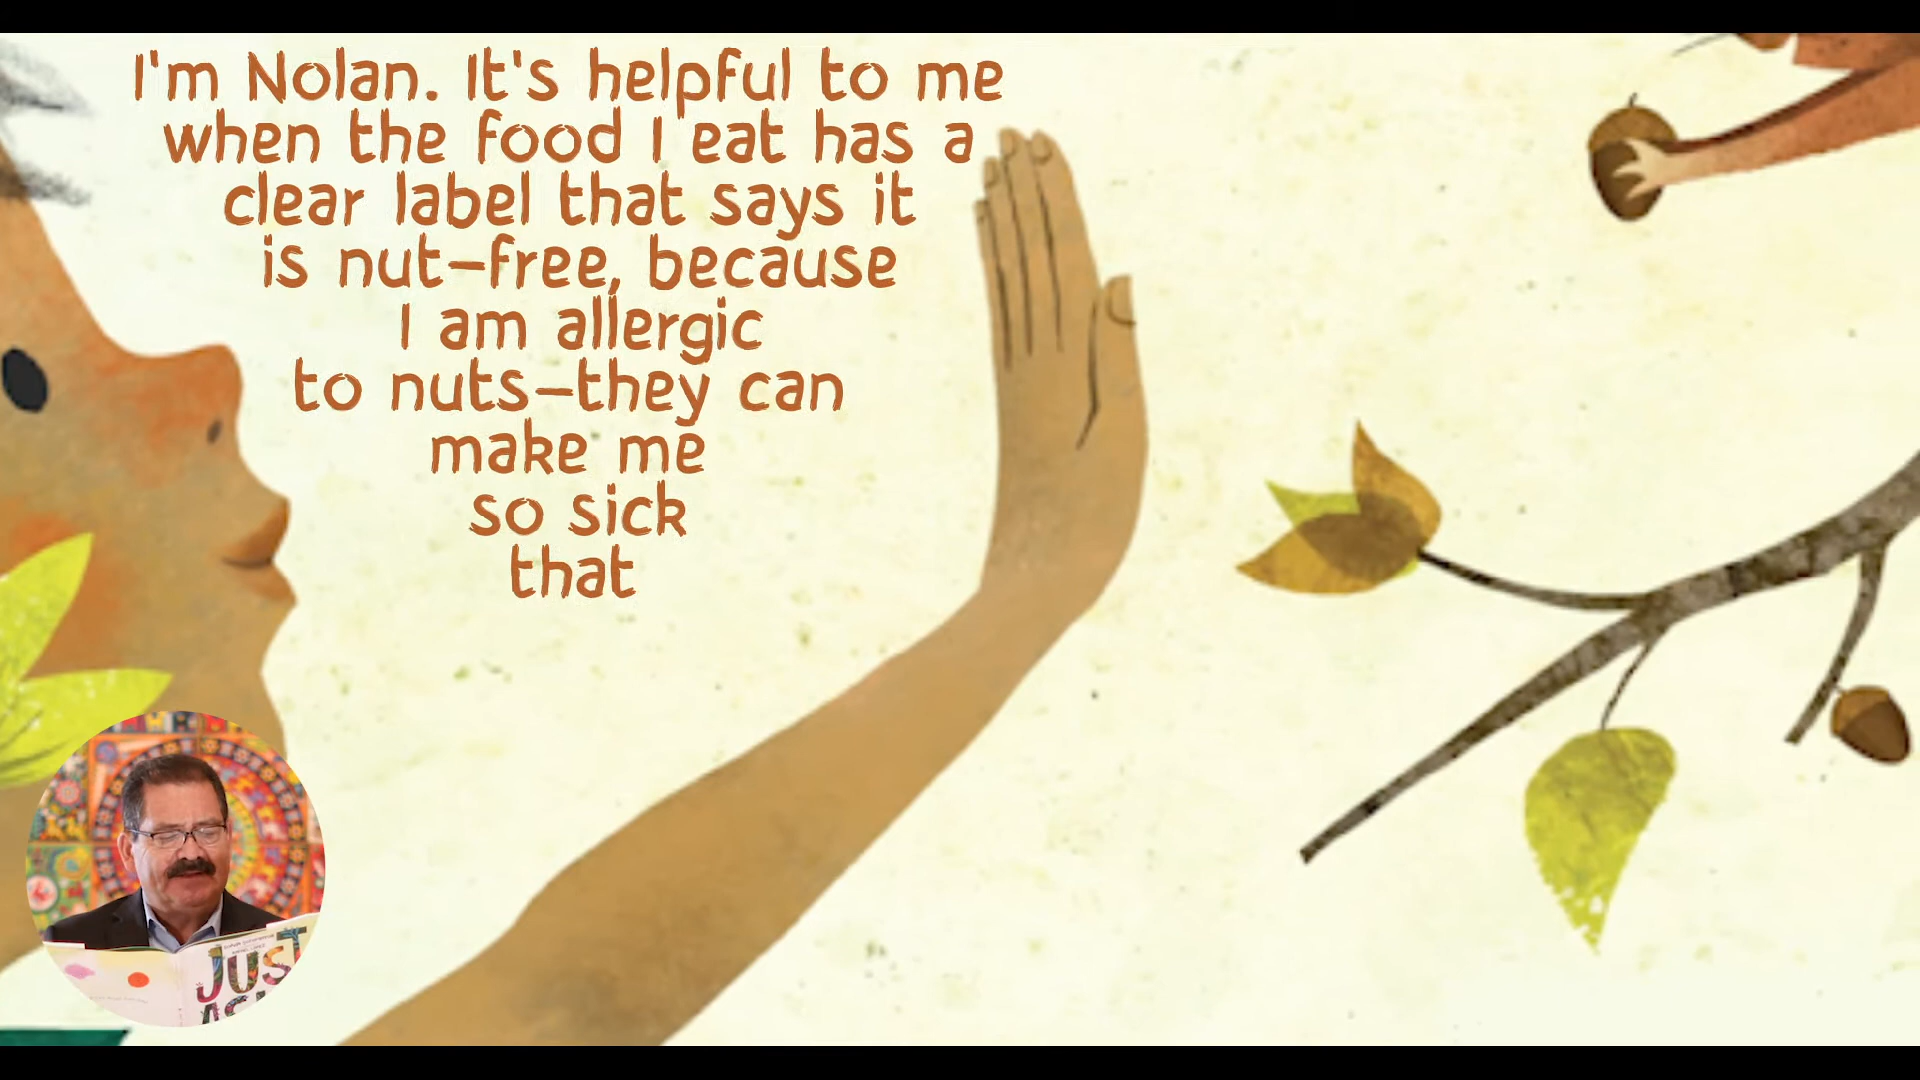 I'm Nolan. It's helpful to me
when the food I eat has a
clear label that says it
is nut-free, because
I am allergic
to nuts—they can
make me
so sick
that
JUST
ASK